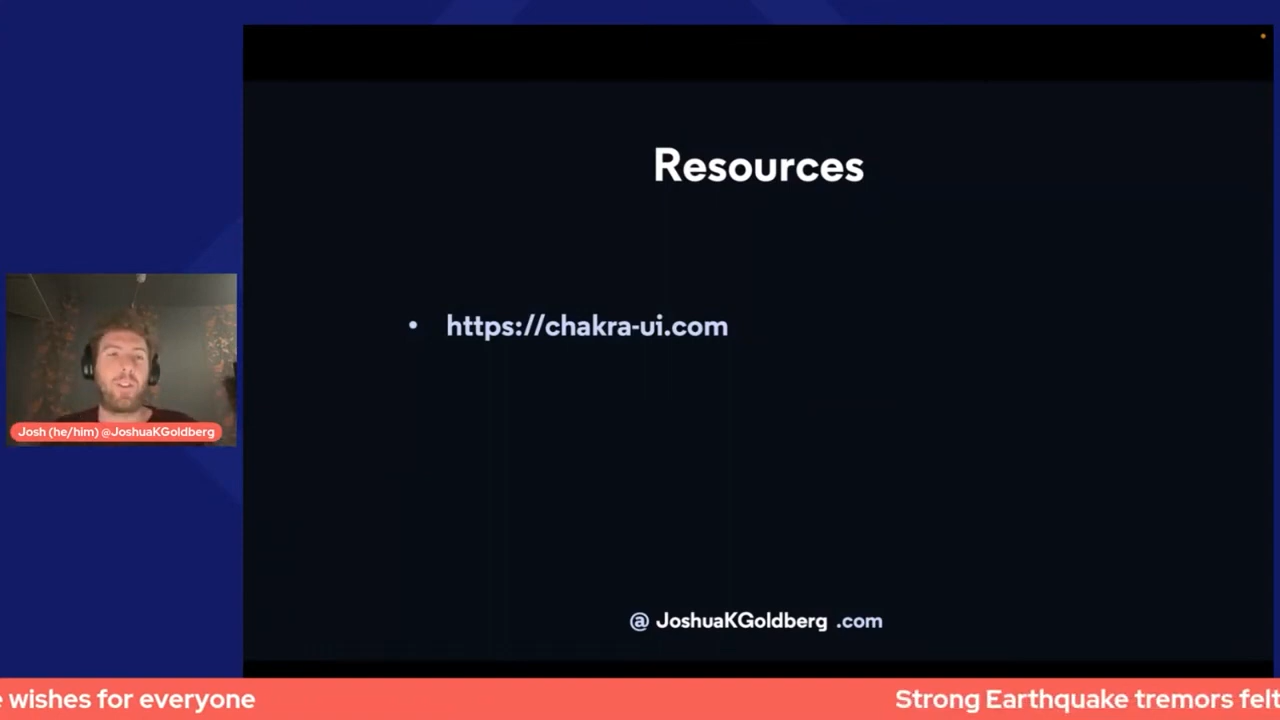 Resources
• https://chakra-ui.com
Josh (he/him) @JoshuaKGoldberg
@ JoshuaKGoldberg .com
wishes for everyone
Strong Earthquake tremors felt